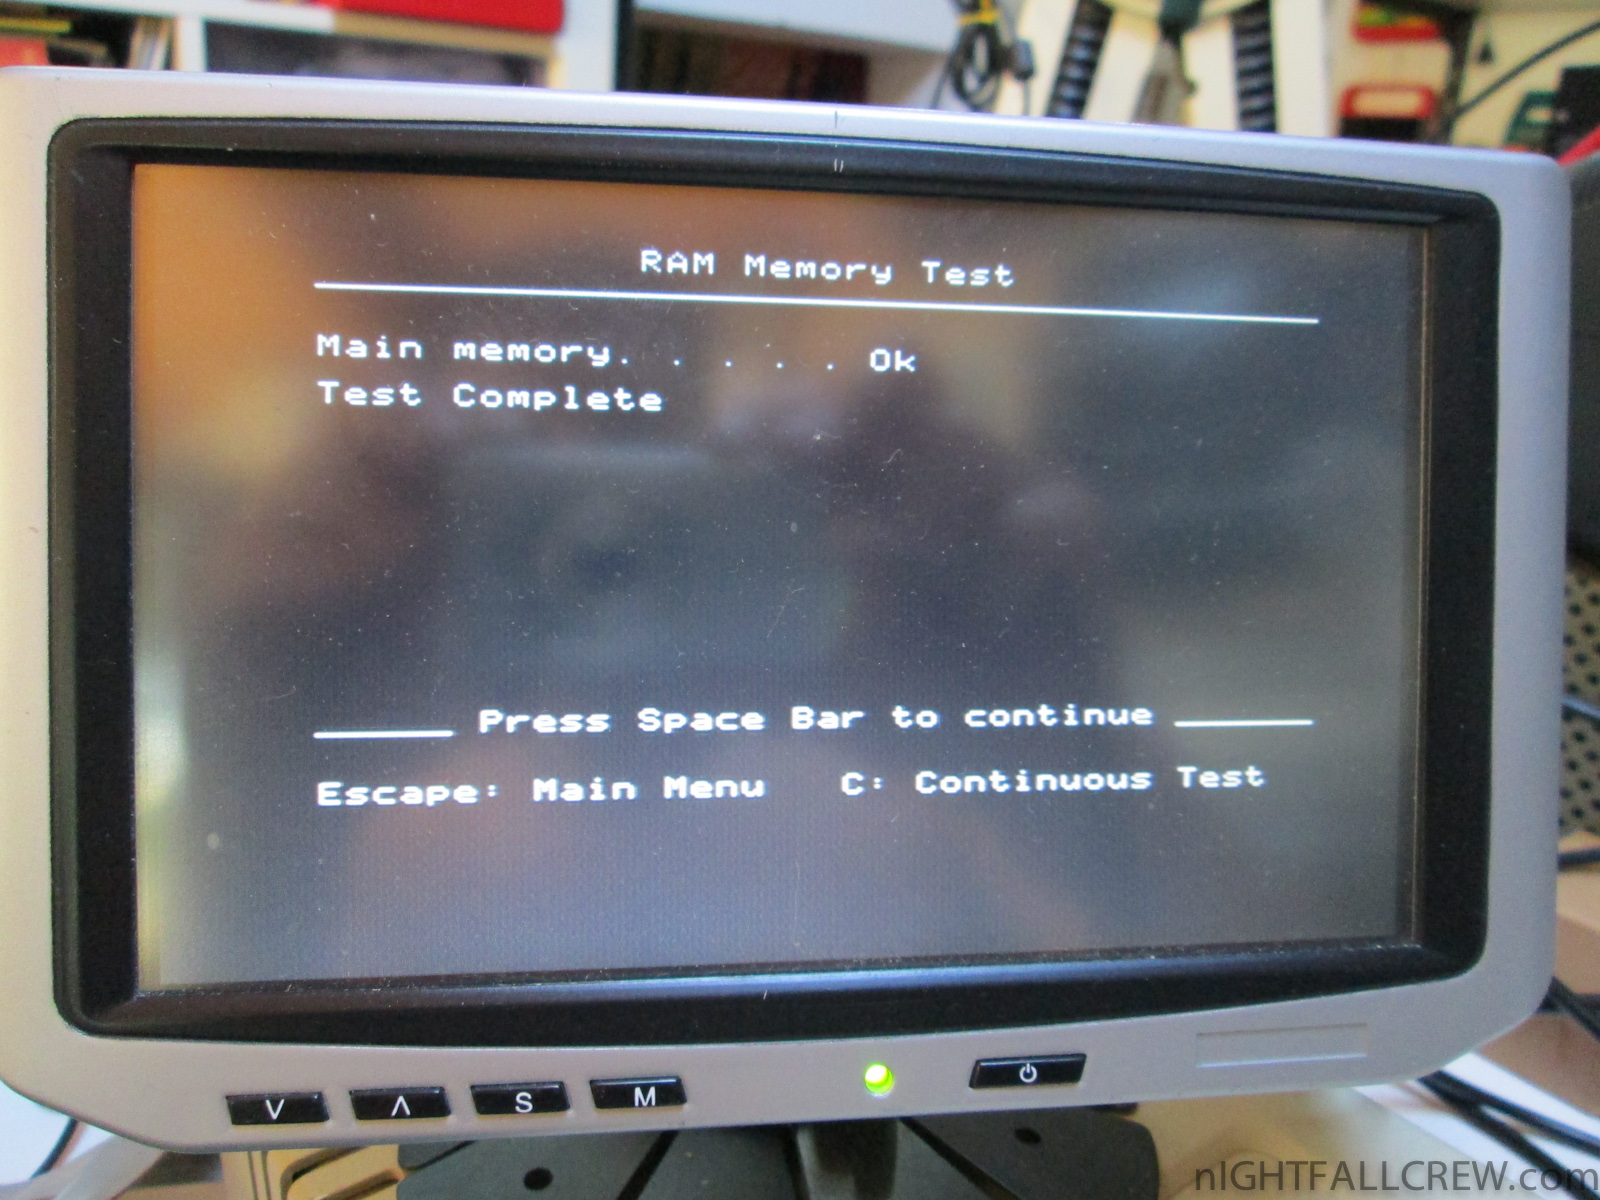 RAM Memory Test
Main memory. . . . . Ok
Test Complete
Press Space Bar to continue
Escape: Main Menu C: Continuous Test
V Λ S M
nIGHTFALLCREW.com